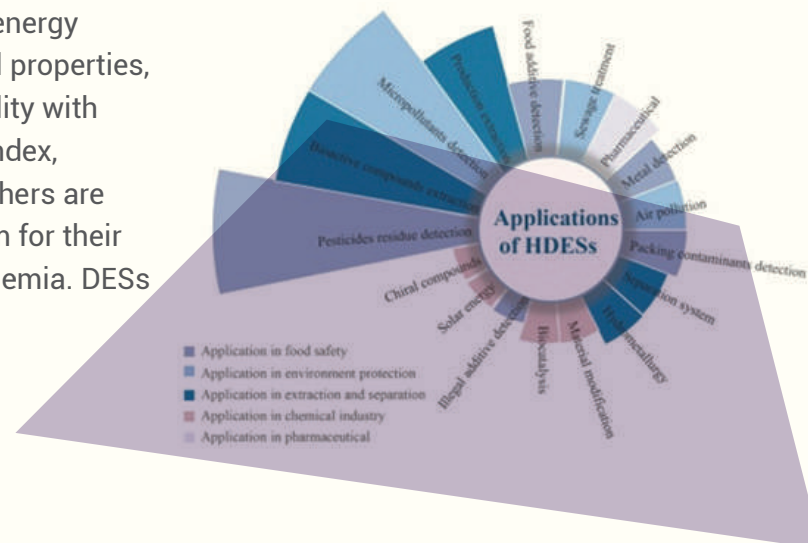 energy
l properties,
lity with
ndex,
hers are
n for their
emia. DESs
Applications
of HDESs
Food additive detection
Sewage treatment
Pharmaceutical
Metal detection
Air pollution
Packing contaminants detection
Separation system
Hydrometallurgy
Material modification
Biocatalysis
Illegal additive detection
Solar energy
Chiral compounds
Pesticides residue detection
Bioactive compounds extraction
Micropollutants detection
Production extraction
Application in food safety
Application in environment protection
Application in extraction and separation
Application in chemical industry
Application in pharmaceutical